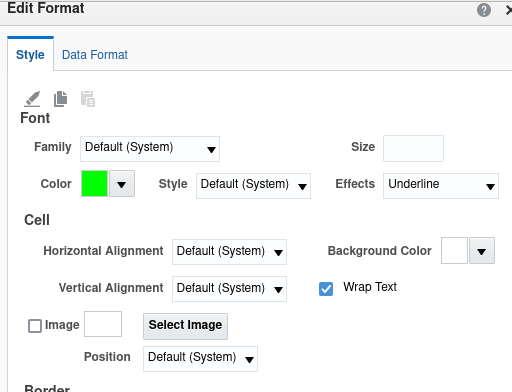 Edit Format
Style Data Format
Font
Family Default (System) Size
Color Style Default (System) Effects Underline
Cell
Horizontal Alignment Default (System) Background Color
Vertical Alignment Default (System) Wrap Text
Image Select Image
Position Default (System)
Border